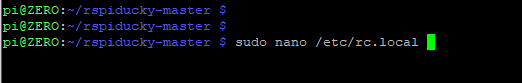 pi@ZERO:~/rspiducky-master $
pi@ZERO:~/rspiducky-master $
pi@ZERO:~/rspiducky-master $ sudo nano /etc/rc.local